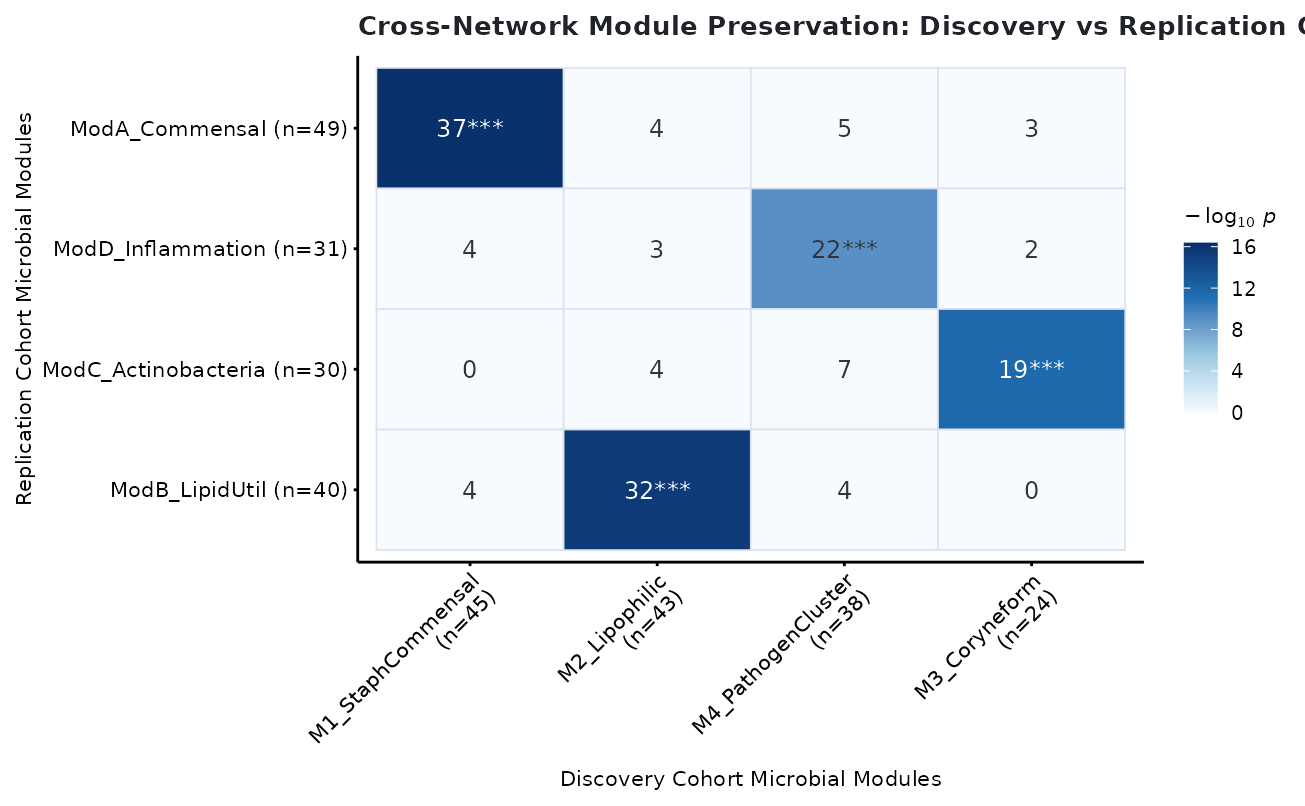 Cross-Network Module Preservation: Discovery vs Replication
Replication Cohort Microbial Modules
ModA_Commensal (n=49)
37*** 4 5 3
ModD_Inflammation (n=31)
4 3 22*** 2
ModC_Actinobacteria (n=30)
0 4 7 19***
ModB_LipidUtil (n=40)
4 32*** 4 0
M1_StaphCommensal
(n=45)
M2_Lipophilic
(n=43)
M4_PathogenCluster
(n=38)
M3_Coryneform
(n=24)
Discovery Cohort Microbial Modules
−log₁₀ p
16
12
8
4
0